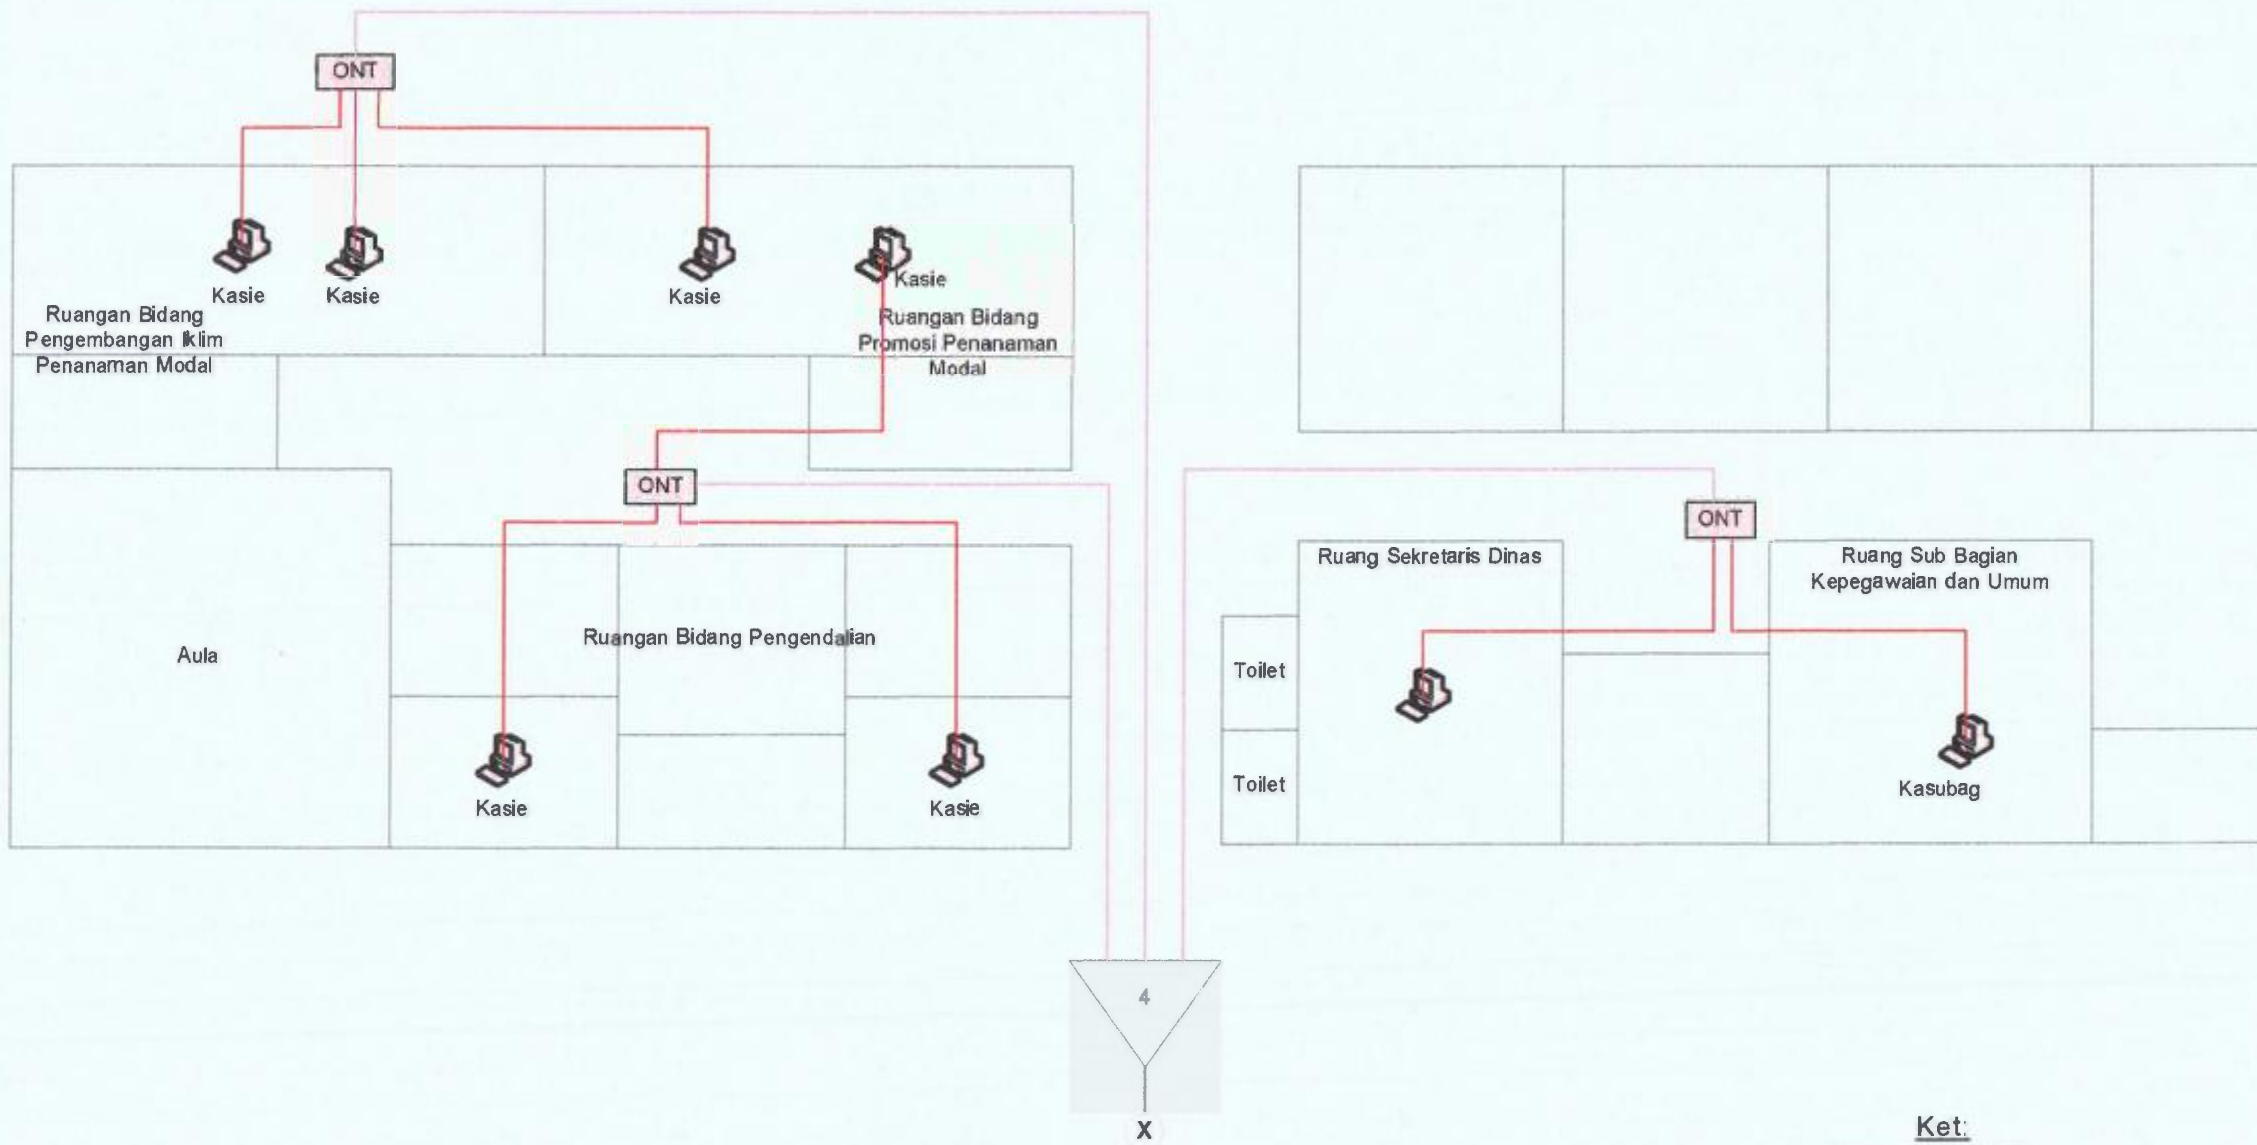 ONT
Kasie
Kasie
Kasie
Kasie
Ruangan Bidang
Pengembangan Iklim
Penanaman Modal
Ruangan Bidang
Promosi Penanaman
Modal
ONT
ONT
Ruang Sekretaris Dinas
Ruang Sub Bagian
Kepegawaian dan Umum
Ruangan Bidang Pengendalian
Aula
Toilet
Toilet
Kasie
Kasie
Kasubag
4
X
Ket: